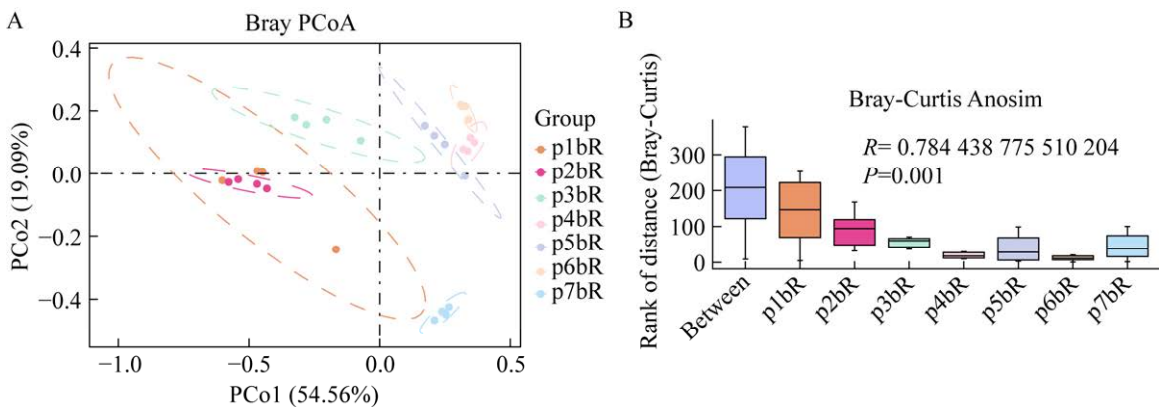 A
Bray PCoA
0.4
0.2
0.0
−0.2
−0.4
PCo2 (19.09%)
−1.0
−0.5
0.0
0.5
PCo1 (54.56%)
Group
p1bR
p2bR
p3bR
p4bR
p5bR
p6bR
p7bR
B
Bray-Curtis Anosim
R= 0.784 438 775 510 204
P=0.001
Rank of distance (Bray-Curtis)
300
200
100
0
Between
p1bR
p2bR
p3bR
p4bR
p5bR
p6bR
p7bR